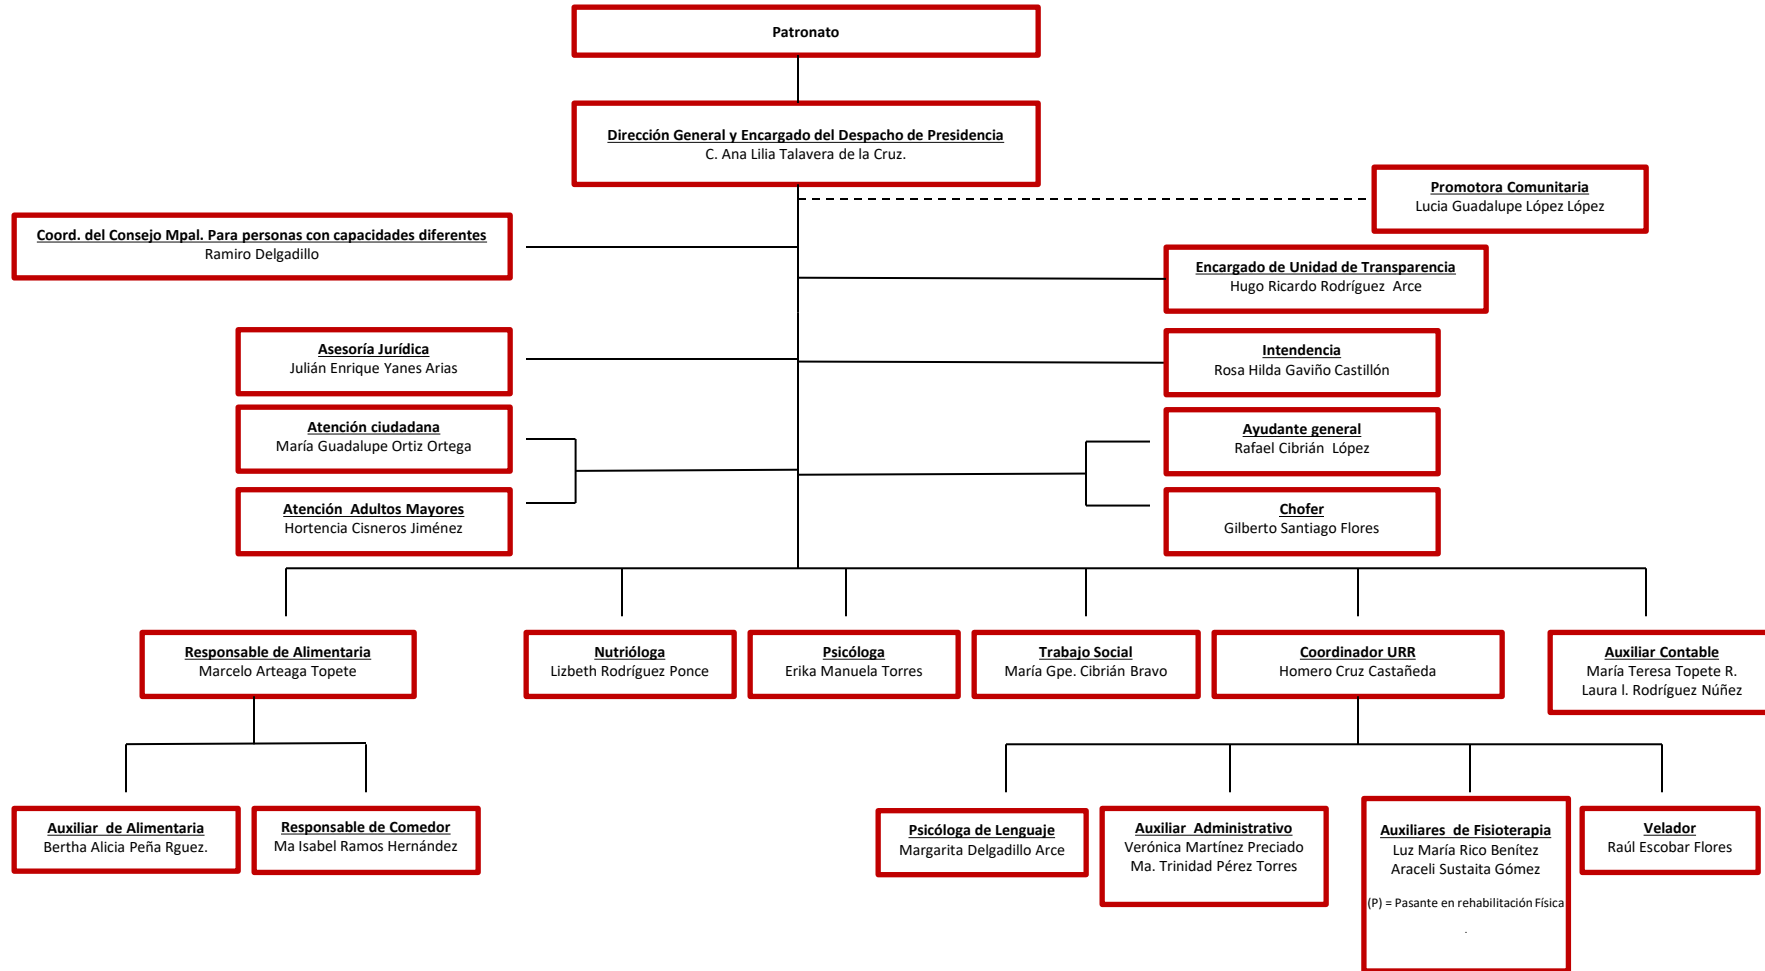 Patronato
Dirección General y Encargado del Despacho de Presidencia
C. Ana Lilia Talavera de la Cruz.
Promotora Comunitaria
Lucia Guadalupe López López
Coord. del Consejo Mpal. Para personas con capacidades diferentes
Ramiro Delgadillo
Encargado de Unidad de Transparencia
Hugo Ricardo Rodríguez Arce
Asesoría Jurídica
Julián Enrique Yanes Arias
Intendencia
Rosa Hilda Gaviño Castillón
Atención ciudadana
María Guadalupe Ortiz Ortega
Ayudante general
Rafael Cibrián López
Atención Adultos Mayores
Hortencia Cisneros Jiménez
Chofer
Gilberto Santiago Flores
Responsable de Alimentaria
Marcelo Arteaga Topete
Nutrióloga
Lizbeth Rodríguez Ponce
Psicóloga
Erika Manuela Torres
Trabajo Social
María Gpe. Cibrián Bravo
Coordinador URR
Homero Cruz Castañeda
Auxiliar Contable
María Teresa Topete R.
Laura l. Rodríguez Núñez
Auxiliar de Alimentaria
Bertha Alicia Peña Rguez.
Responsable de Comedor
Ma Isabel Ramos Hernández
Psicóloga de Lenguaje
Margarita Delgadillo Arce
Auxiliar Administrativo
Verónica Martínez Preciado
Ma. Trinidad Pérez Torres
Auxiliares de Fisioterapia
Luz María Rico Benítez
Araceli Sustaita Gómez
(P) = Pasante en rehabilitación Física
.
Velador
Raúl Escobar Flores